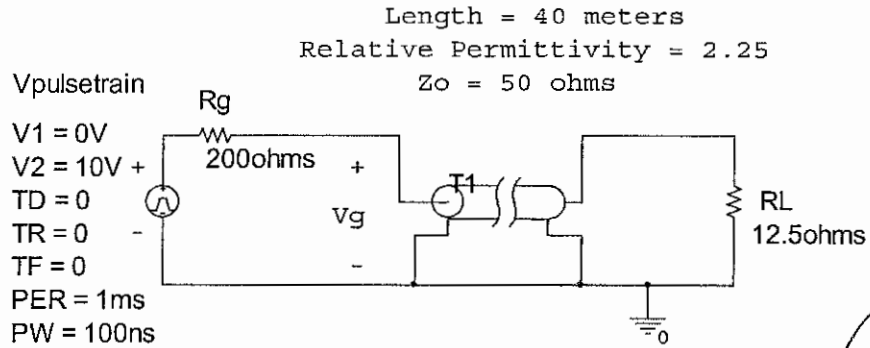 Length = 40 meters
Relative Permittivity = 2.25
Zo = 50 ohms
Vpulsetrain
Rg
V1 = 0V
V2 = 10V +
200ohms
+
T1
TD = 0
Vg
RL
TR = 0
-
12.5ohms
TF = 0
-
PER = 1ms
0
PW = 100ns